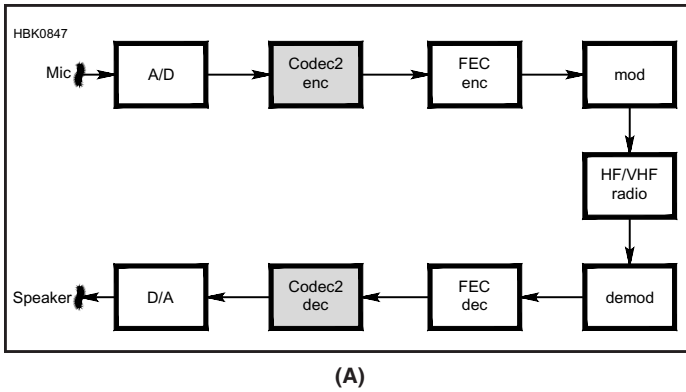 HBK0847
Mic
A/D
Codec2
enc
FEC
enc
mod
HF/VHF
radio
Speaker
D/A
Codec2
dec
FEC
dec
demod
(A)